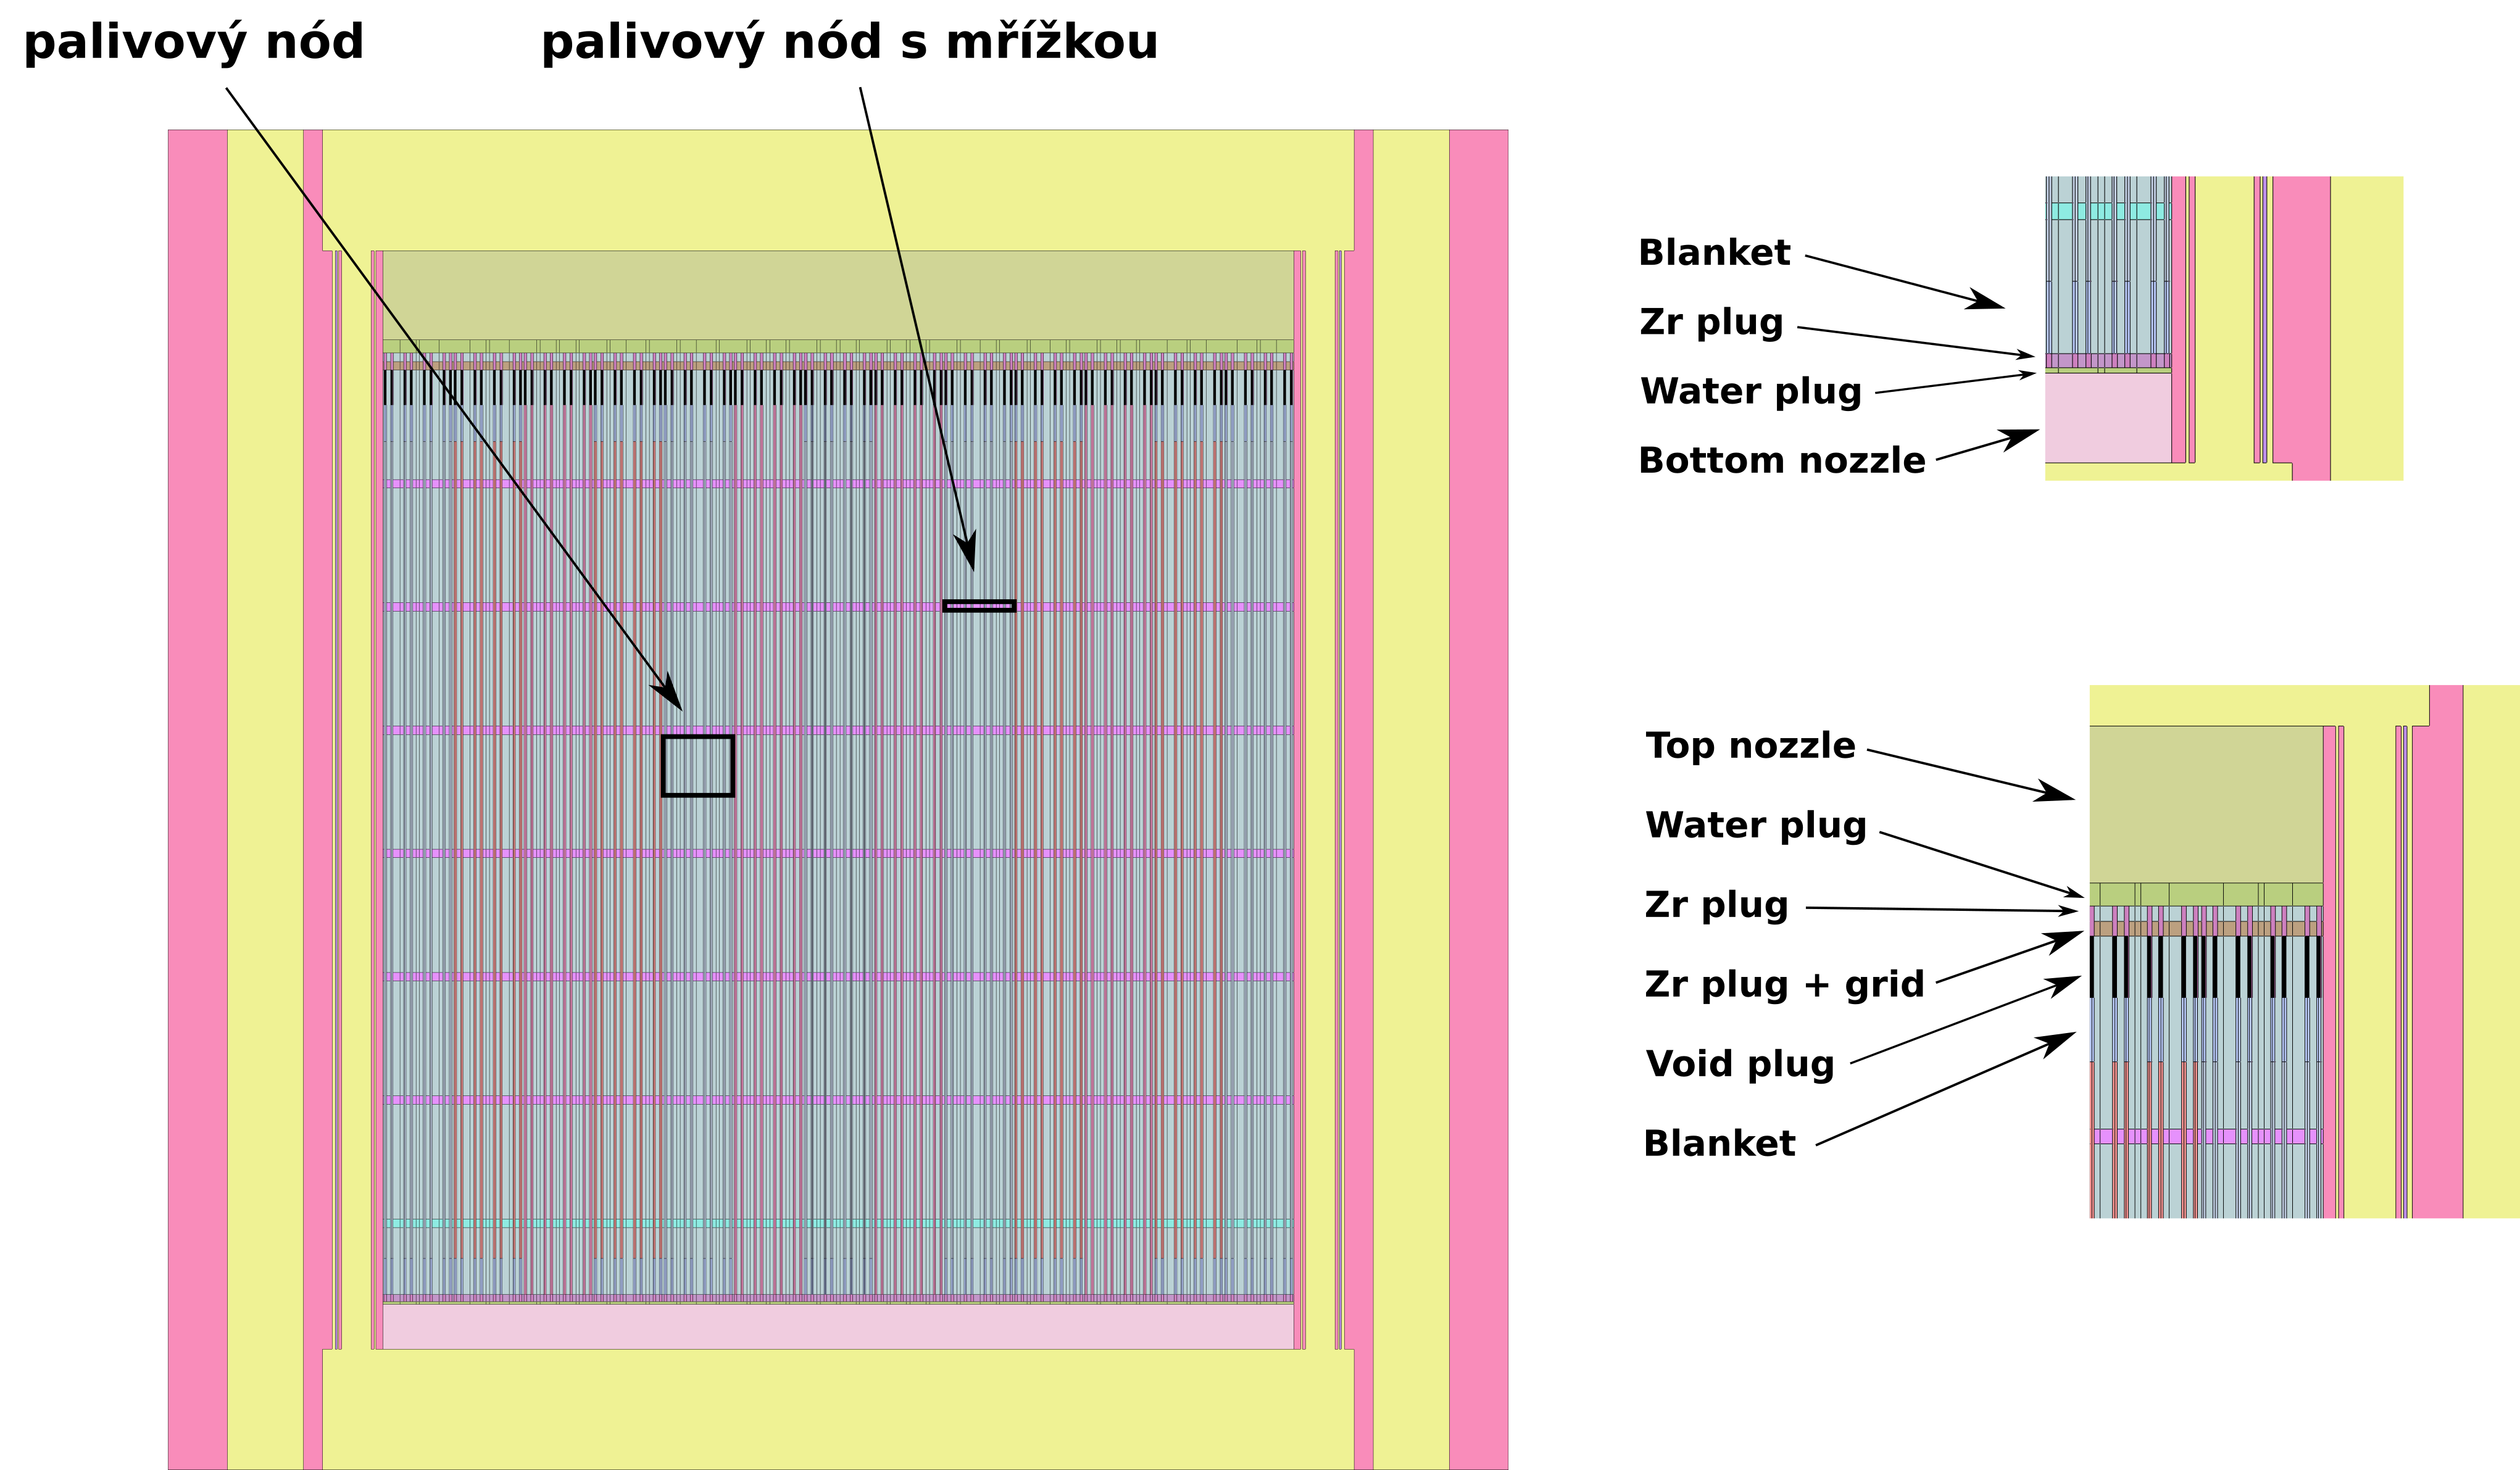 palivový nód
palivový nód s mřížkou
Blanket
Zr plug
Water plug
Bottom nozzle
Top nozzle
Water plug
Zr plug
Zr plug + grid
Void plug
Blanket